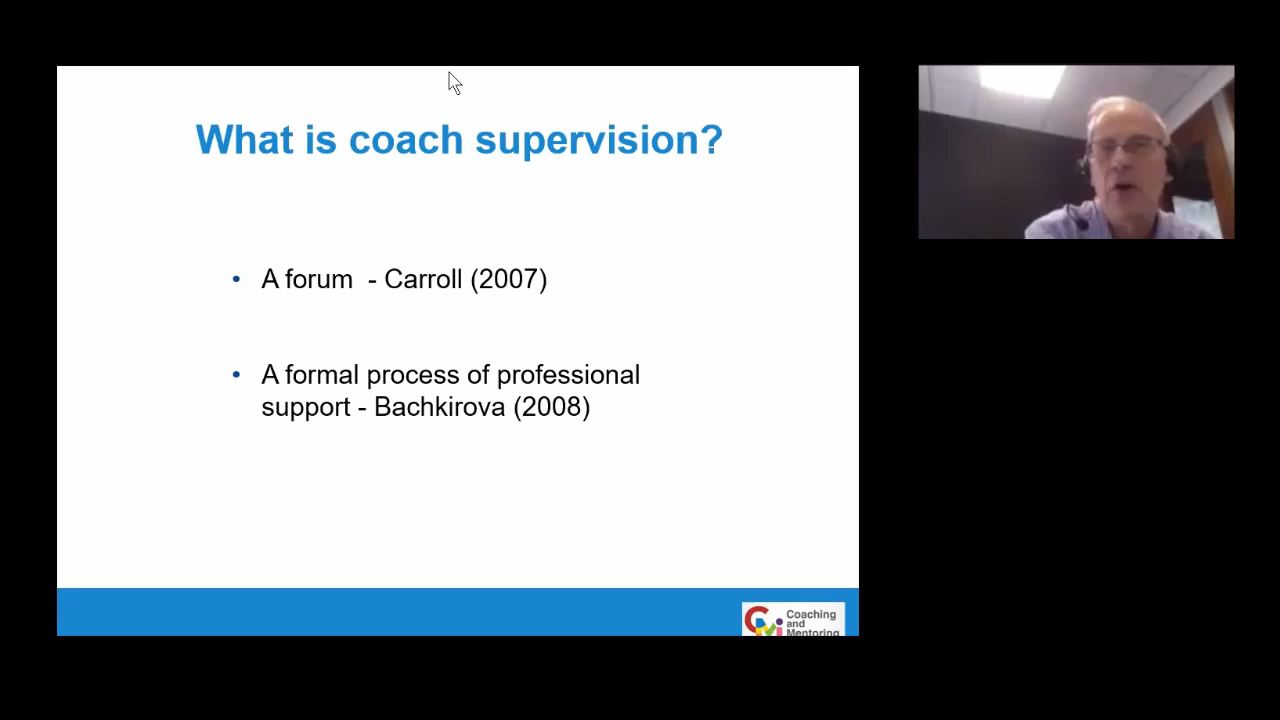 What is coach supervision?
• A forum - Carroll (2007)
• A formal process of professional
support - Bachkirova (2008)
Coaching
and
Mentoring